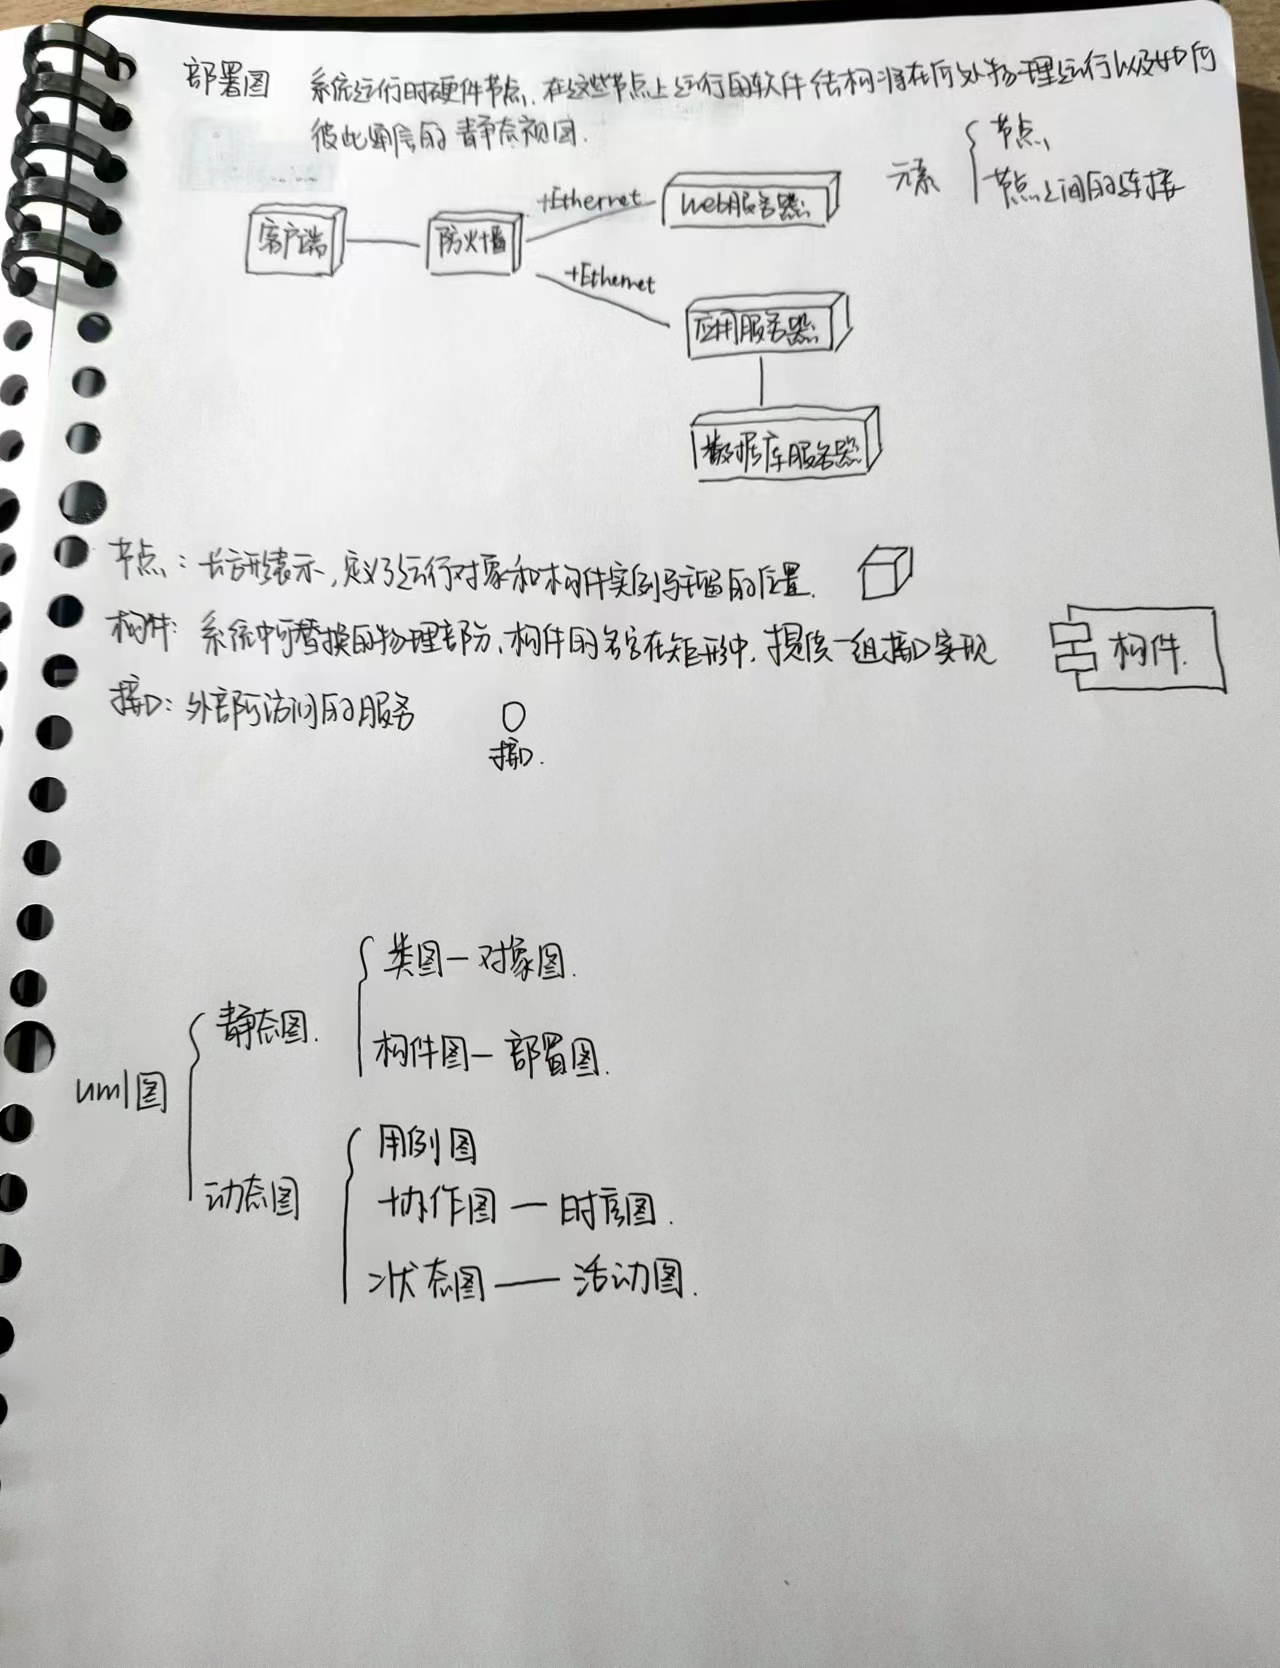 部署图 系统运行时硬件节点、在这些节点上运行的软件结构将在何处物理运行以及如何
彼此通信的静态视图.
元素
节点
节点之间的连接
+Ethernet
web服务器
客户端
防火墙
+Ethernet
应用服务器
数据库服务器
节点:长方形表示,定义了运行对象和构件实例驻留的位置.
构件:系统中可替换的物理部分、构件的名字在矩形中,提供一组接口实现
构件.
接口:外部可访问的服务
接口.
uml图
静态图.
类图—对象图.
构件图—部署图.
动态图
用例图
协作图—时序图.
状态图——活动图.